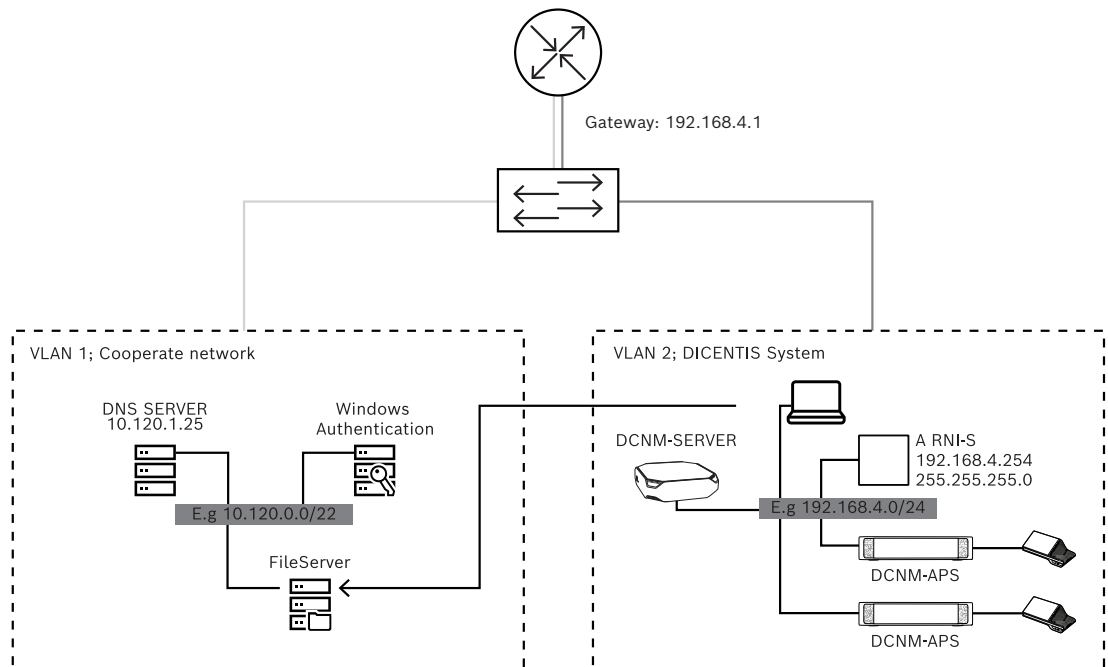 Gateway: 192.168.4.1
VLAN 1; Cooperate network
DNS SERVER
10.120.1.25
Windows
Authentication
E.g 10.120.0.0/22
FileServer
VLAN 2; DICENTIS System
DCNM-SERVER
A RNI-S
192.168.4.254
255.255.255.0
E.g 192.168.4.0/24
DCNM-APS
DCNM-APS